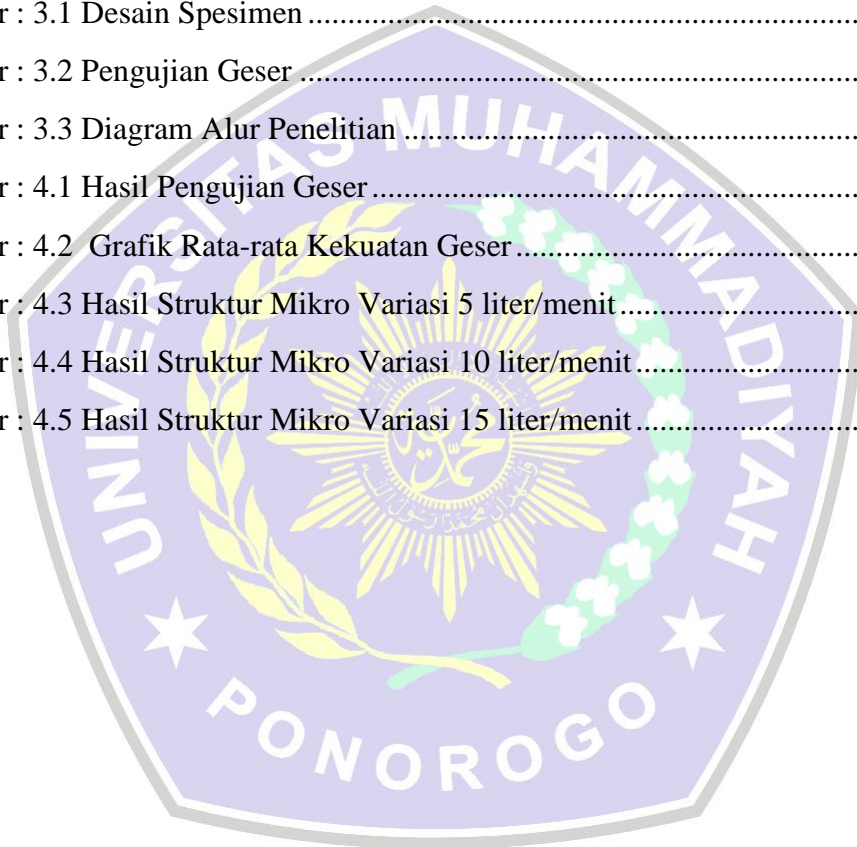 r : 3.1 Desain Spesimen ........................................................................
r : 3.2 Pengujian Geser .........................................................................
r : 3.3 Diagram Alur Penelitian ...........................................................
r : 4.1 Hasil Pengujian Geser ...............................................................
r : 4.2  Grafik Rata-rata Kekuatan Geser ............................................
r : 4.3 Hasil Struktur Mikro Variasi 5 liter/menit ..............................
r : 4.4 Hasil Struktur Mikro Variasi 10 liter/menit ............................
r : 4.5 Hasil Struktur Mikro Variasi 15 liter/menit ............................
UNIVERSITAS MUHAMMADIYAH
PONOROGO